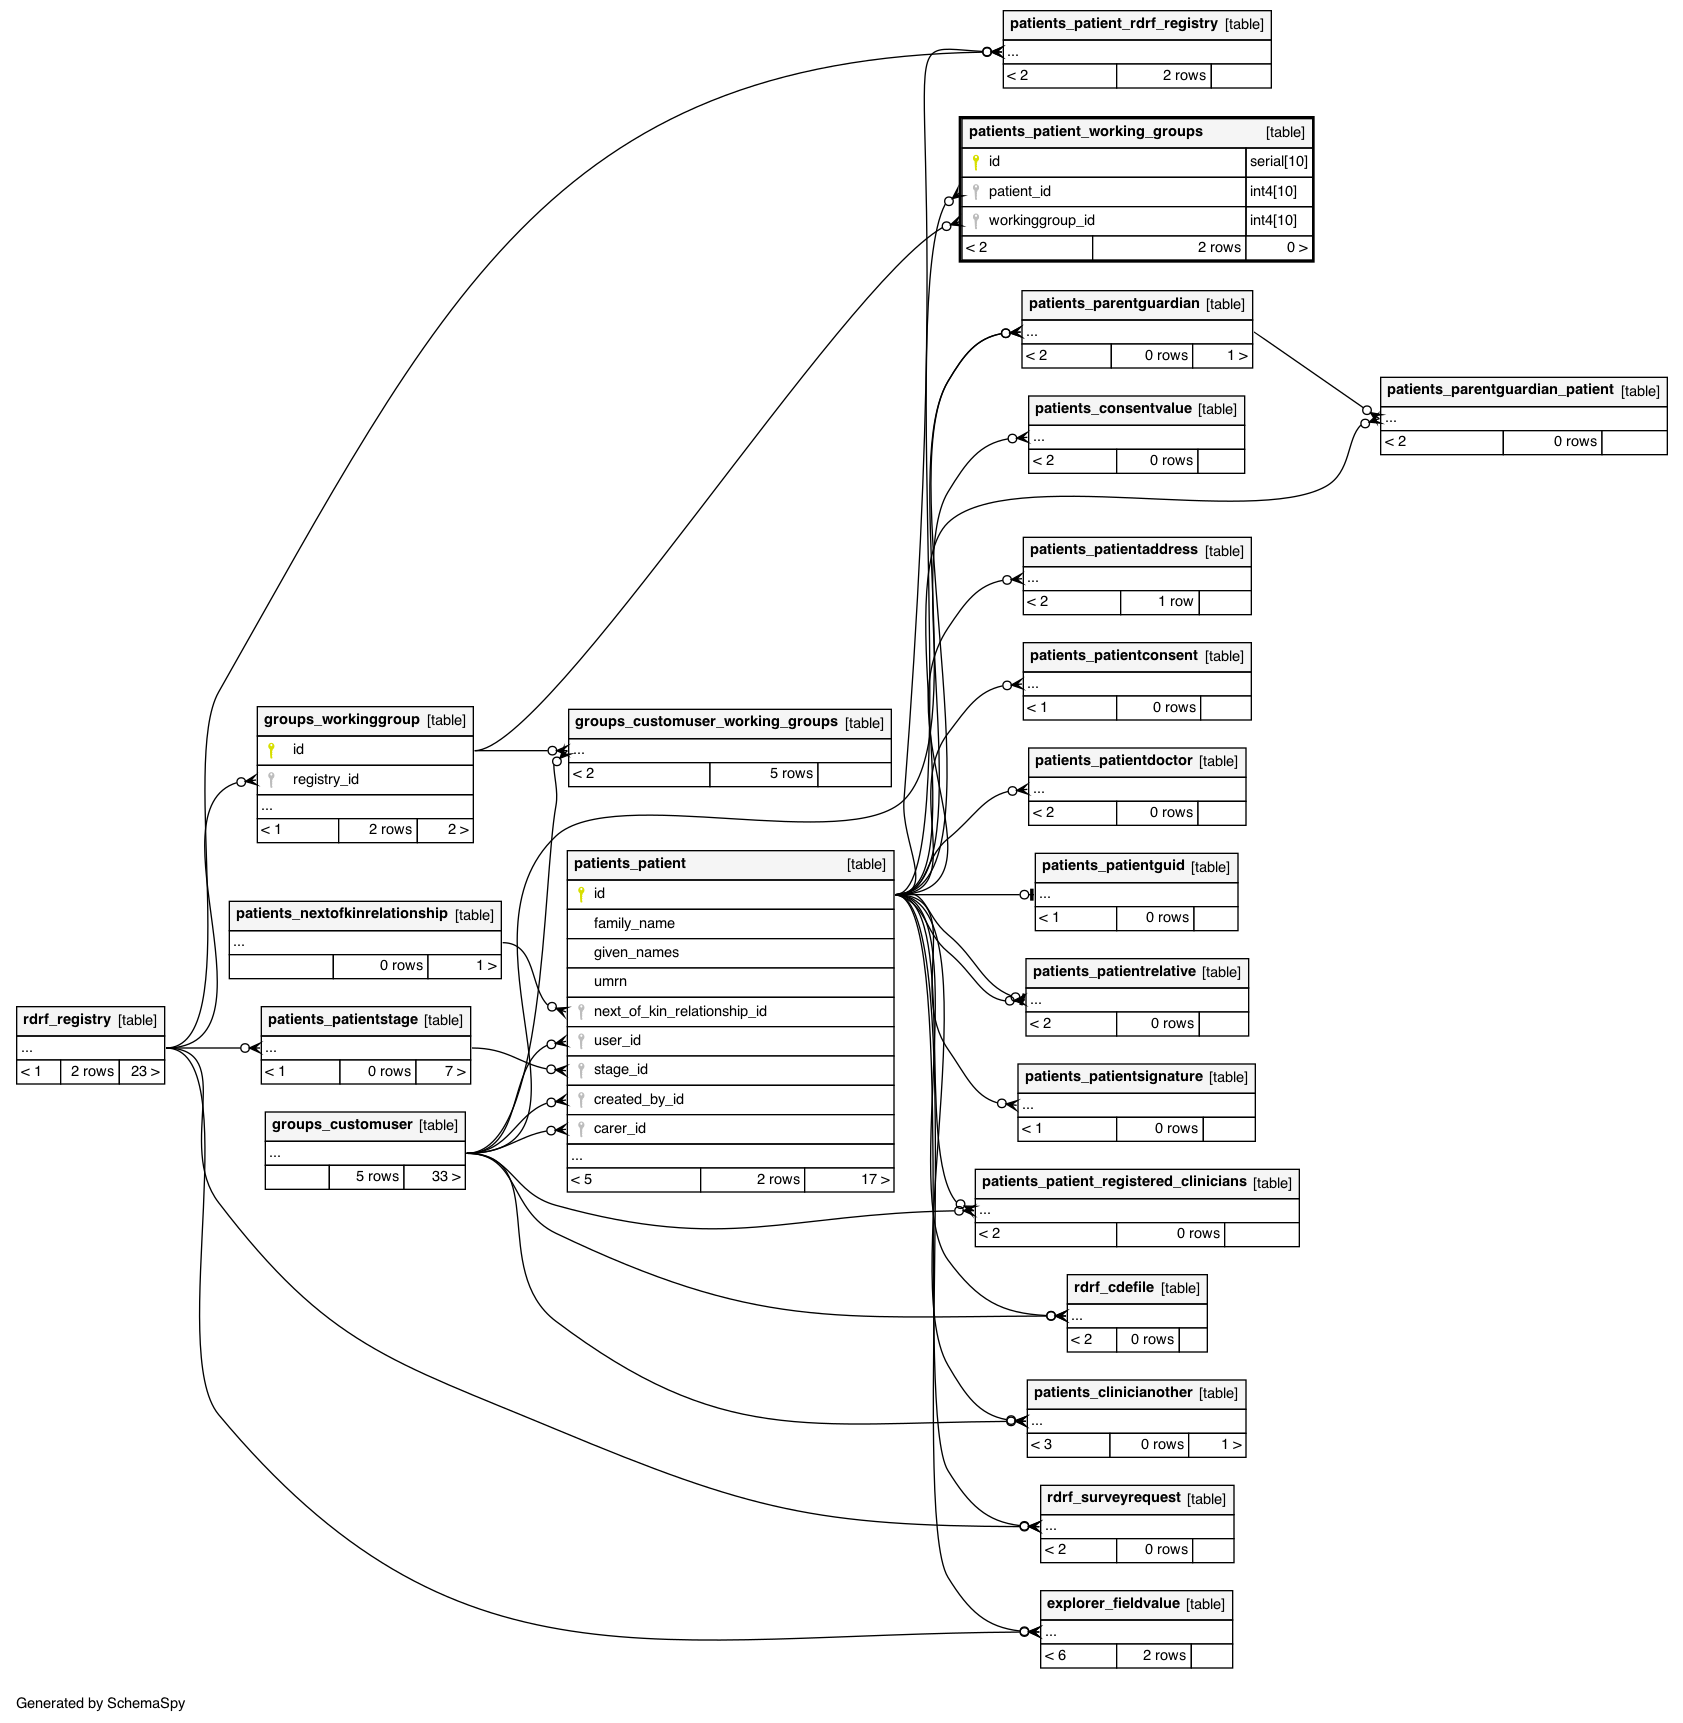 patients_patient_rdrf_registry [table]
...
< 2 2 rows
patients_patient_working_groups [table]
id serial[10]
patient_id int4[10]
workinggroup_id int4[10]
< 2 2 rows 0 >
patients_parentguardian [table]
...
< 2 0 rows 1 >
patients_parentguardian_patient [table]
...
< 2 0 rows
patients_consentvalue [table]
...
< 2 0 rows
patients_patientaddress [table]
...
< 2 1 row
patients_patientconsent [table]
...
< 1 0 rows
groups_workinggroup [table]
id
registry_id
...
< 1 2 rows 2 >
groups_customuser_working_groups [table]
...
< 2 5 rows
patients_patientdoctor [table]
...
< 2 0 rows
patients_patient [table]
id
family_name
given_names
umrn
next_of_kin_relationship_id
user_id
stage_id
created_by_id
carer_id
...
< 5 2 rows 17 >
patients_patientguid [table]
...
< 1 0 rows
patients_nextofkinrelationship [table]
...
0 rows 1 >
patients_patientrelative [table]
...
< 2 0 rows
rdrf_registry [table]
...
< 1 2 rows 23 >
patients_patientstage [table]
...
< 1 0 rows 7 >
patients_patientsignature [table]
...
< 1 0 rows
groups_customuser [table]
...
5 rows 33 >
patients_patient_registered_clinicians [table]
...
< 2 0 rows
rdrf_cdefile [table]
...
< 2 0 rows
patients_clinicianother [table]
...
< 3 0 rows 1 >
rdrf_surveyrequest [table]
...
< 2 0 rows
explorer_fieldvalue [table]
...
< 6 2 rows
Generated by SchemaSpy